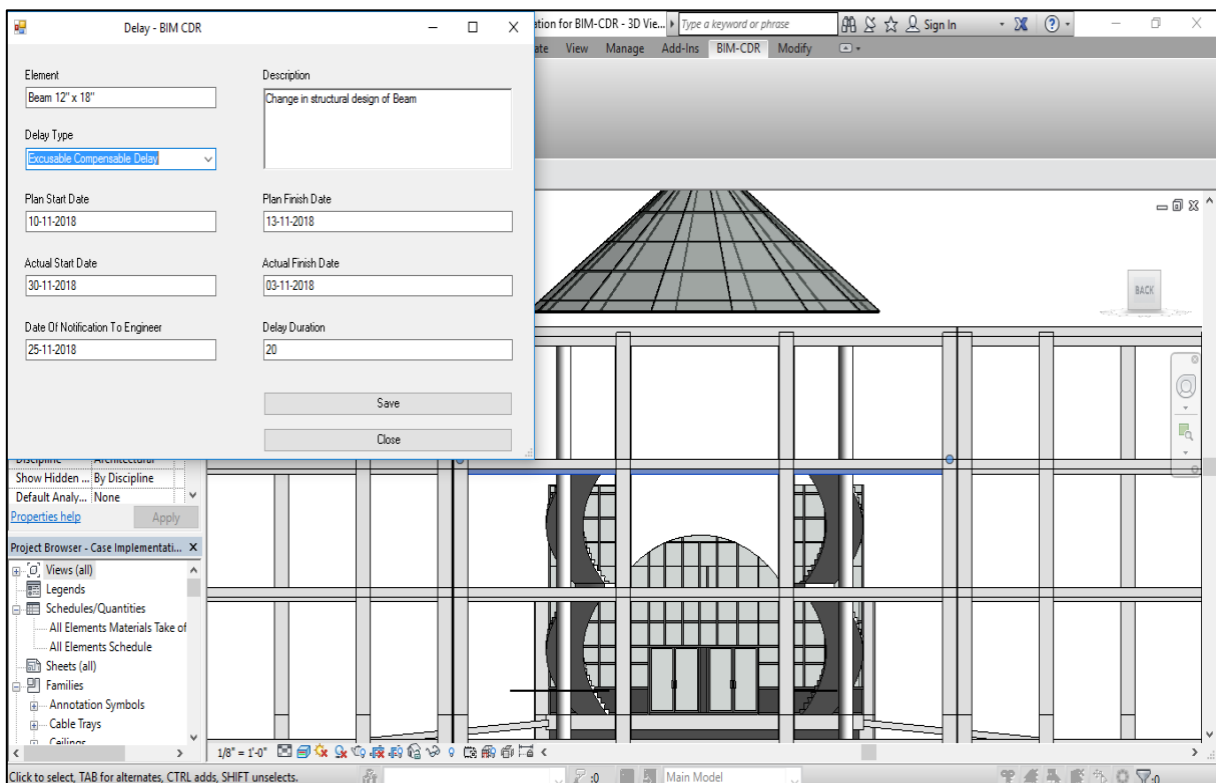 Delay - BIM CDR
Element
Beam 12" x 18"
Description
Change in structural design of Beam
Delay Type
Excusable Compensable Delay
Plan Start Date
10-11-2018
Plan Finish Date
13-11-2018
Actual Start Date
30-11-2018
Actual Finish Date
03-11-2018
Date Of Notification To Engineer
25-11-2018
Delay Duration
20
Save
Close
ation for BIM-CDR - 3D Vie...
Type a keyword or phrase
Sign In
ate View Manage Add-Ins BIM-CDR Modify
BACK
Discipline Architectural
Show Hidden ... By Discipline
Default Analy... None
Properties help Apply
Project Browser - Case Implementati...
Views (all)
Legends
Schedules/Quantities
All Elements Materials Take of
All Elements Schedule
Sheets (all)
Families
Annotation Symbols
Cable Trays
Ceilings
1/8" = 1'-0"
Click to select, TAB for alternates, CTRL adds, SHIFT unselects.
:0
Main Model
:0